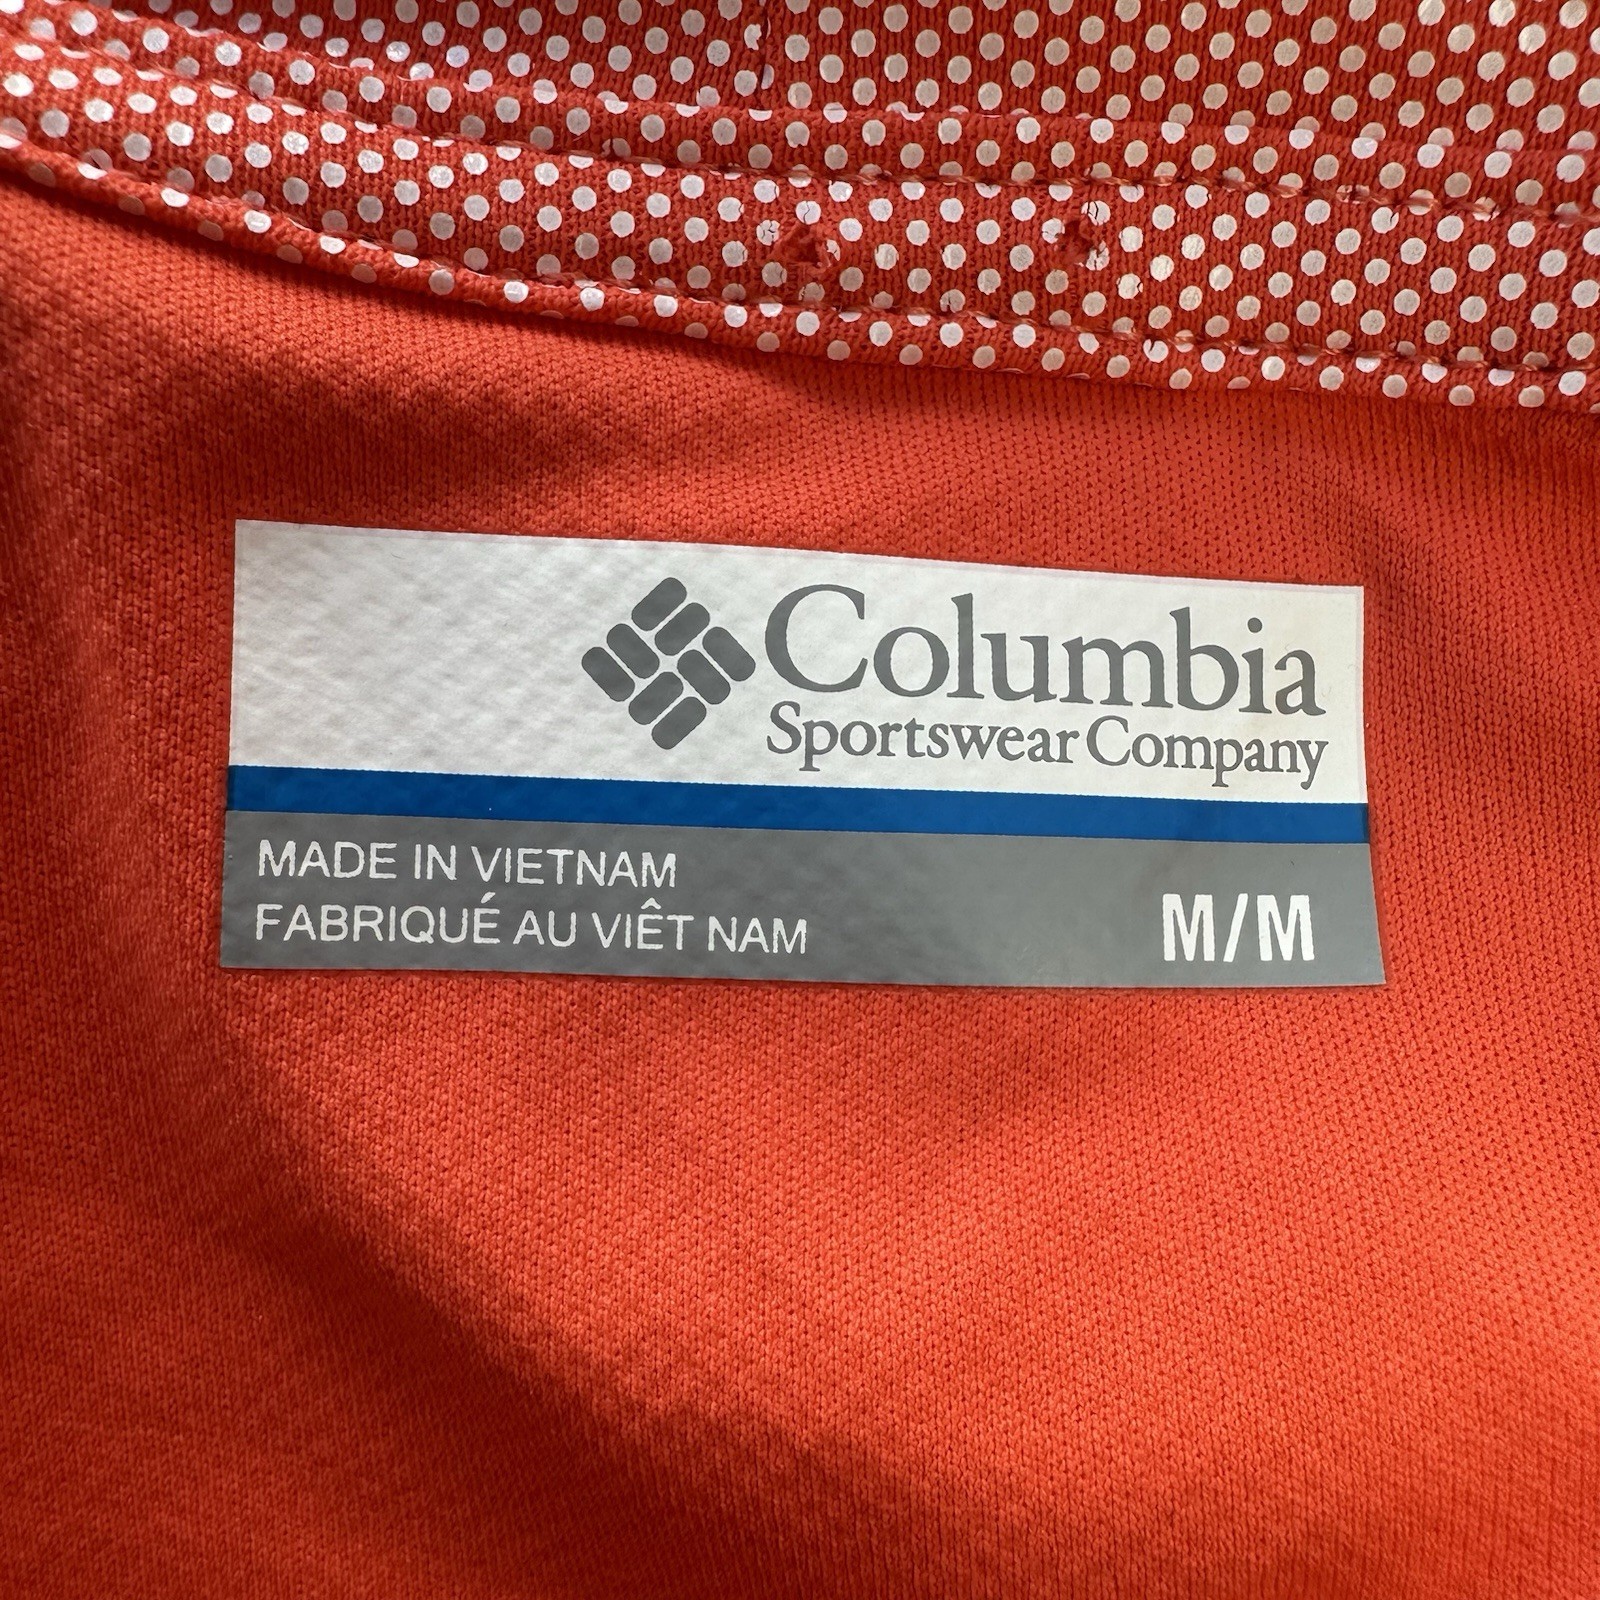 Columbia
Sportswear Company
MADE IN VIETNAM
FABRIQUÉ AU VIÊT NAM
M/M